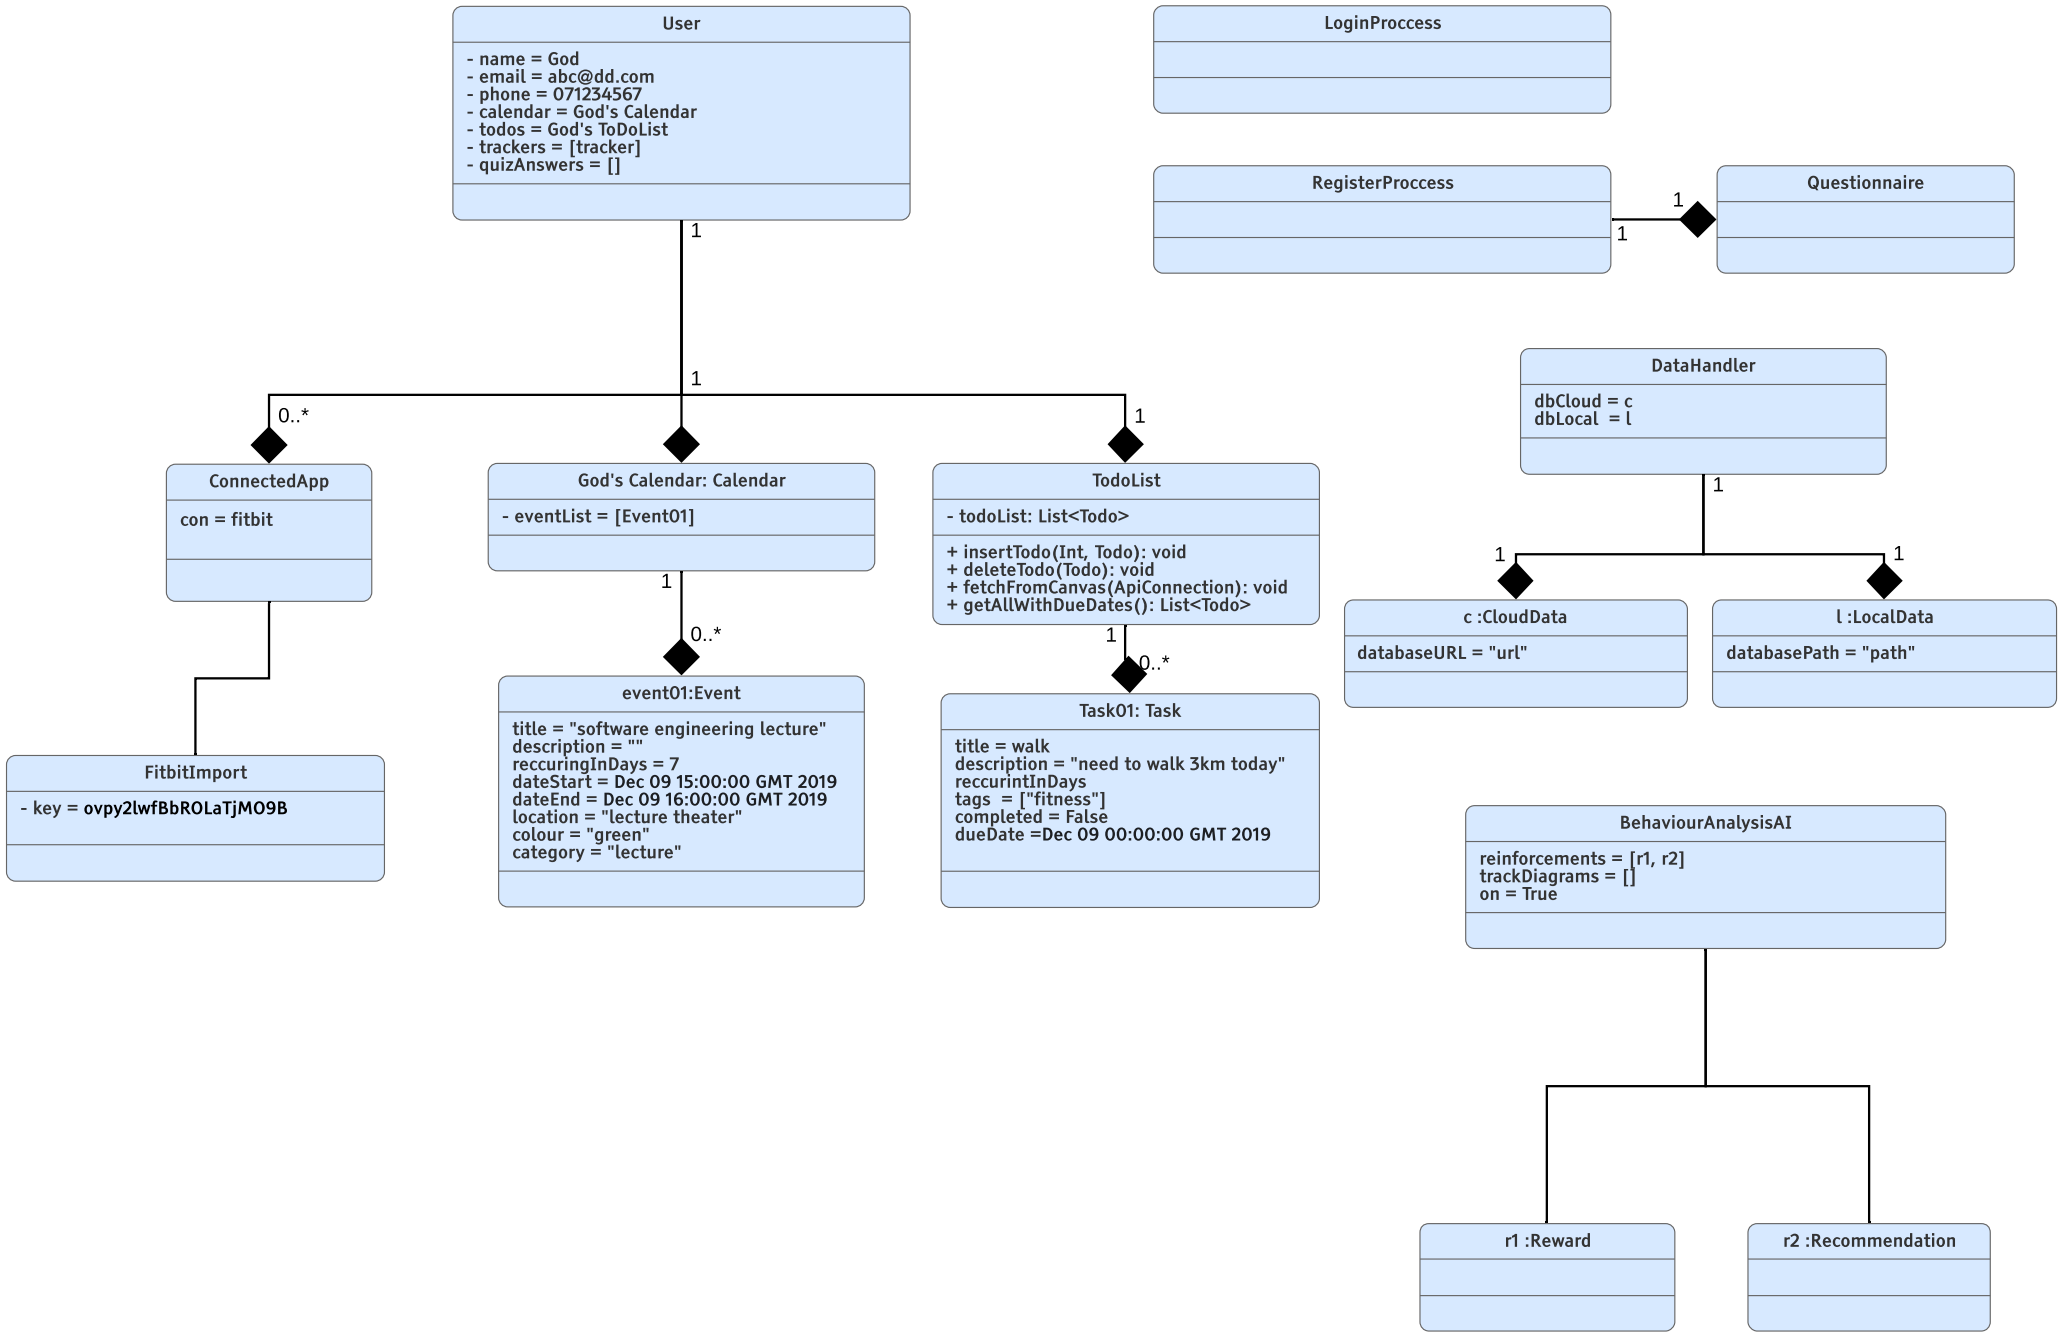 User
- name = God
- email = abc@dd.com
- phone = 071234567
- calendar = God's Calendar
- todos = God's ToDoList
- trackers = [tracker]
- quizAnswers = []
1
LoginProccess
RegisterProccess
1
1
Questionnaire
1
0..*
1
ConnectedApp
con = fitbit
God's Calendar: Calendar
- eventList = [Event01]
1
0..*
TodoList
- todoList: List<Todo>
+ insertTodo(Int, Todo): void
+ deleteTodo(Todo): void
+ fetchFromCanvas(ApiConnection): void
+ getAllWithDueDates(): List<Todo>
1
0..*
DataHandler
dbCloud = c
dbLocal  = l
1
1
1
c :CloudData
databaseURL = "url"
l :LocalData
databasePath = "path"
FitbitImport
- key = ovpy2lwfBbROLaTjMO9B
event01:Event
title = "software engineering lecture"
description = ""
reccuringInDays = 7
dateStart = Dec 09 15:00:00 GMT 2019
dateEnd = Dec 09 16:00:00 GMT 2019
location = "lecture theater"
colour = "green"
category = "lecture"
Task01: Task
title = walk
description = "need to walk 3km today"
reccurintInDays
tags  = ["fitness"]
completed = False
dueDate =Dec 09 00:00:00 GMT 2019
BehaviourAnalysisAI
reinforcements = [r1, r2]
trackDiagrams = []
on = True
r1 :Reward
r2 :Recommendation